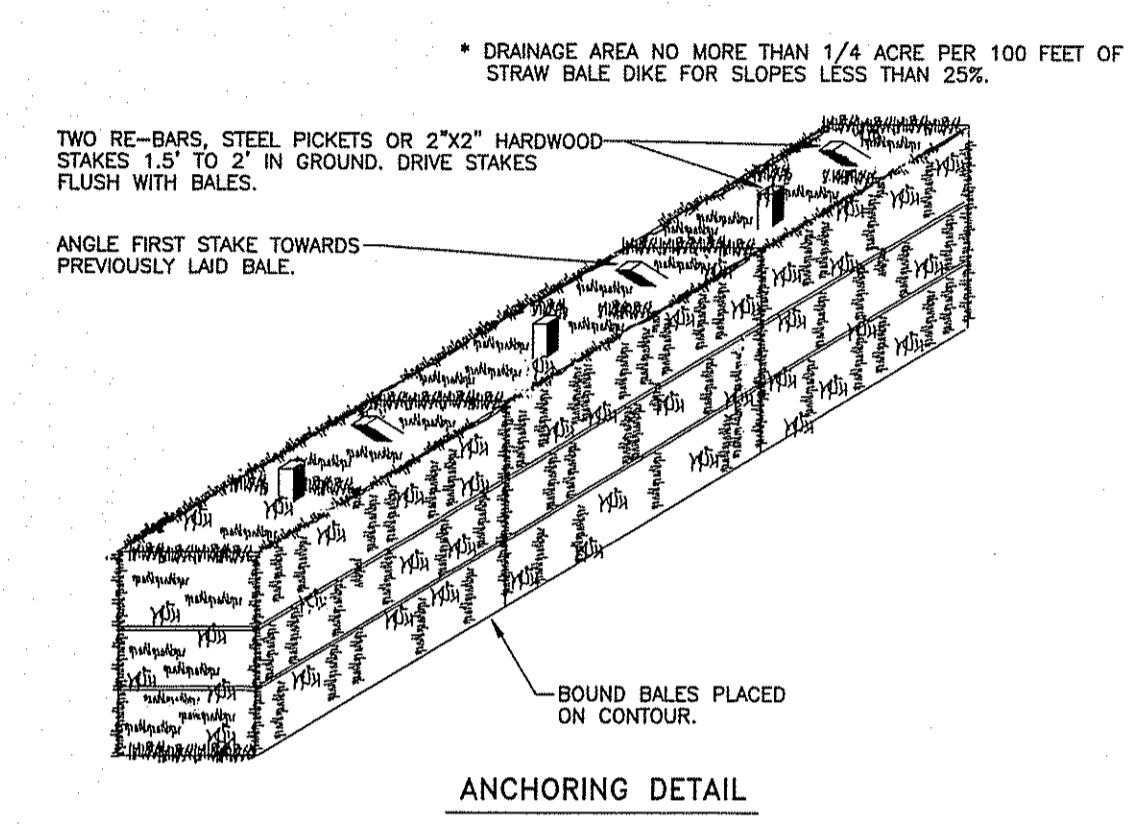 * DRAINAGE AREA NO MORE THAN 1/4 ACRE PER 100 FEET OF
STRAW BALE DIKE FOR SLOPES LESS THAN 25%.
TWO RE-BARS, STEEL PICKETS OR 2"X2" HARDWOOD
STAKES 1.5' TO 2' IN GROUND. DRIVE STAKES
FLUSH WITH BALES.
ANGLE FIRST STAKE TOWARDS
PREVIOUSLY LAID BALE.
BOUND BALES PLACED
ON CONTOUR.
ANCHORING DETAIL